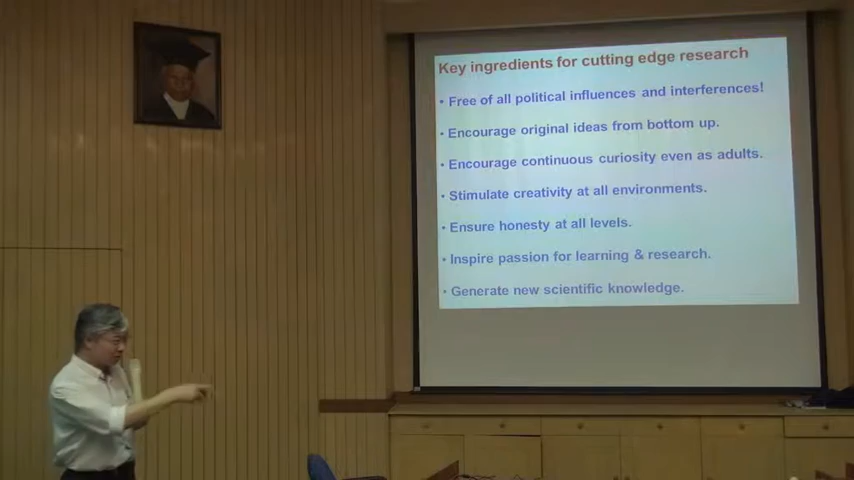 Key ingredients for cutting edge research
• Free of all political influences and interferences!
• Encourage original ideas from bottom up.
• Encourage continuous curiosity even as adults.
• Stimulate creativity at all environments.
• Ensure honesty at all levels.
• Inspire passion for learning & research.
• Generate new scientific knowledge.